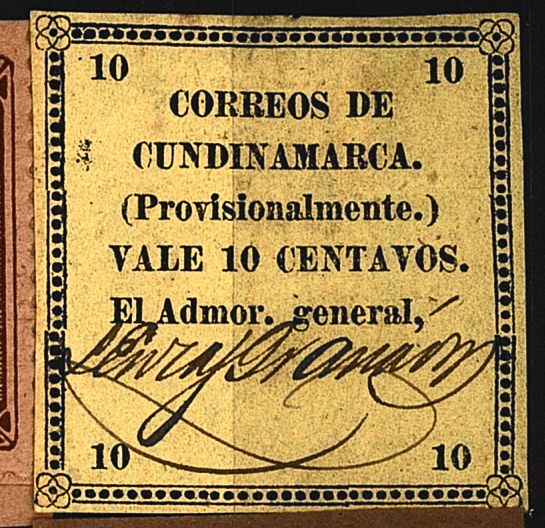 10 10
CORREOS DE
CUNDINAMARCA.
(Provisionalmente.)
VALE 10 CENTAVOS.
El Admor. general,
10 10